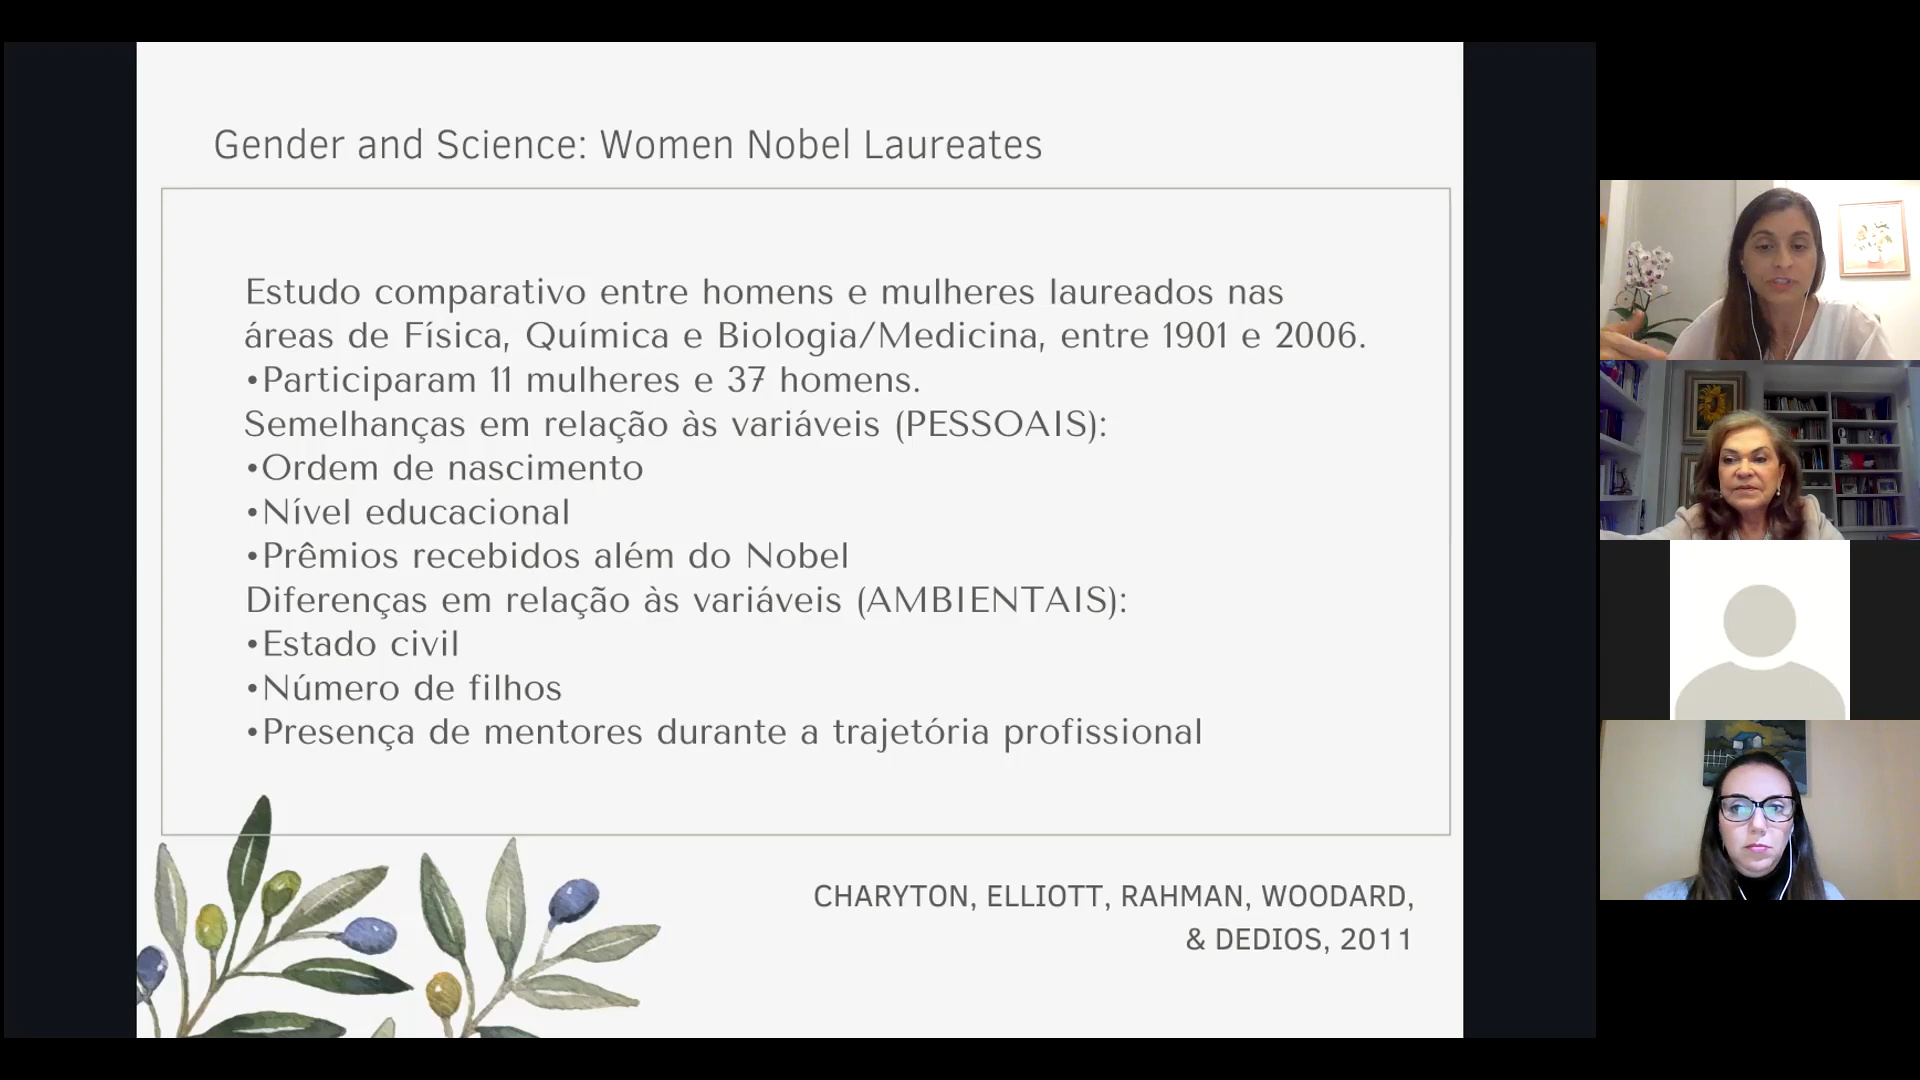 Gender and Science: Women Nobel Laureates
Estudo comparativo entre homens e mulheres laureados nas
áreas de Física, Química e Biologia/Medicina, entre 1901 e 2006.
•Participaram 11 mulheres e 37 homens.
Semelhanças em relação às variáveis (PESSOAIS):
•Ordem de nascimento
•Nível educacional
•Prêmios recebidos além do Nobel
Diferenças em relação às variáveis (AMBIENTAIS):
•Estado civil
•Número de filhos
•Presença de mentores durante a trajetória profissional
CHARYTON, ELLIOTT, RAHMAN, WOODARD,
& DEDIOS, 2011